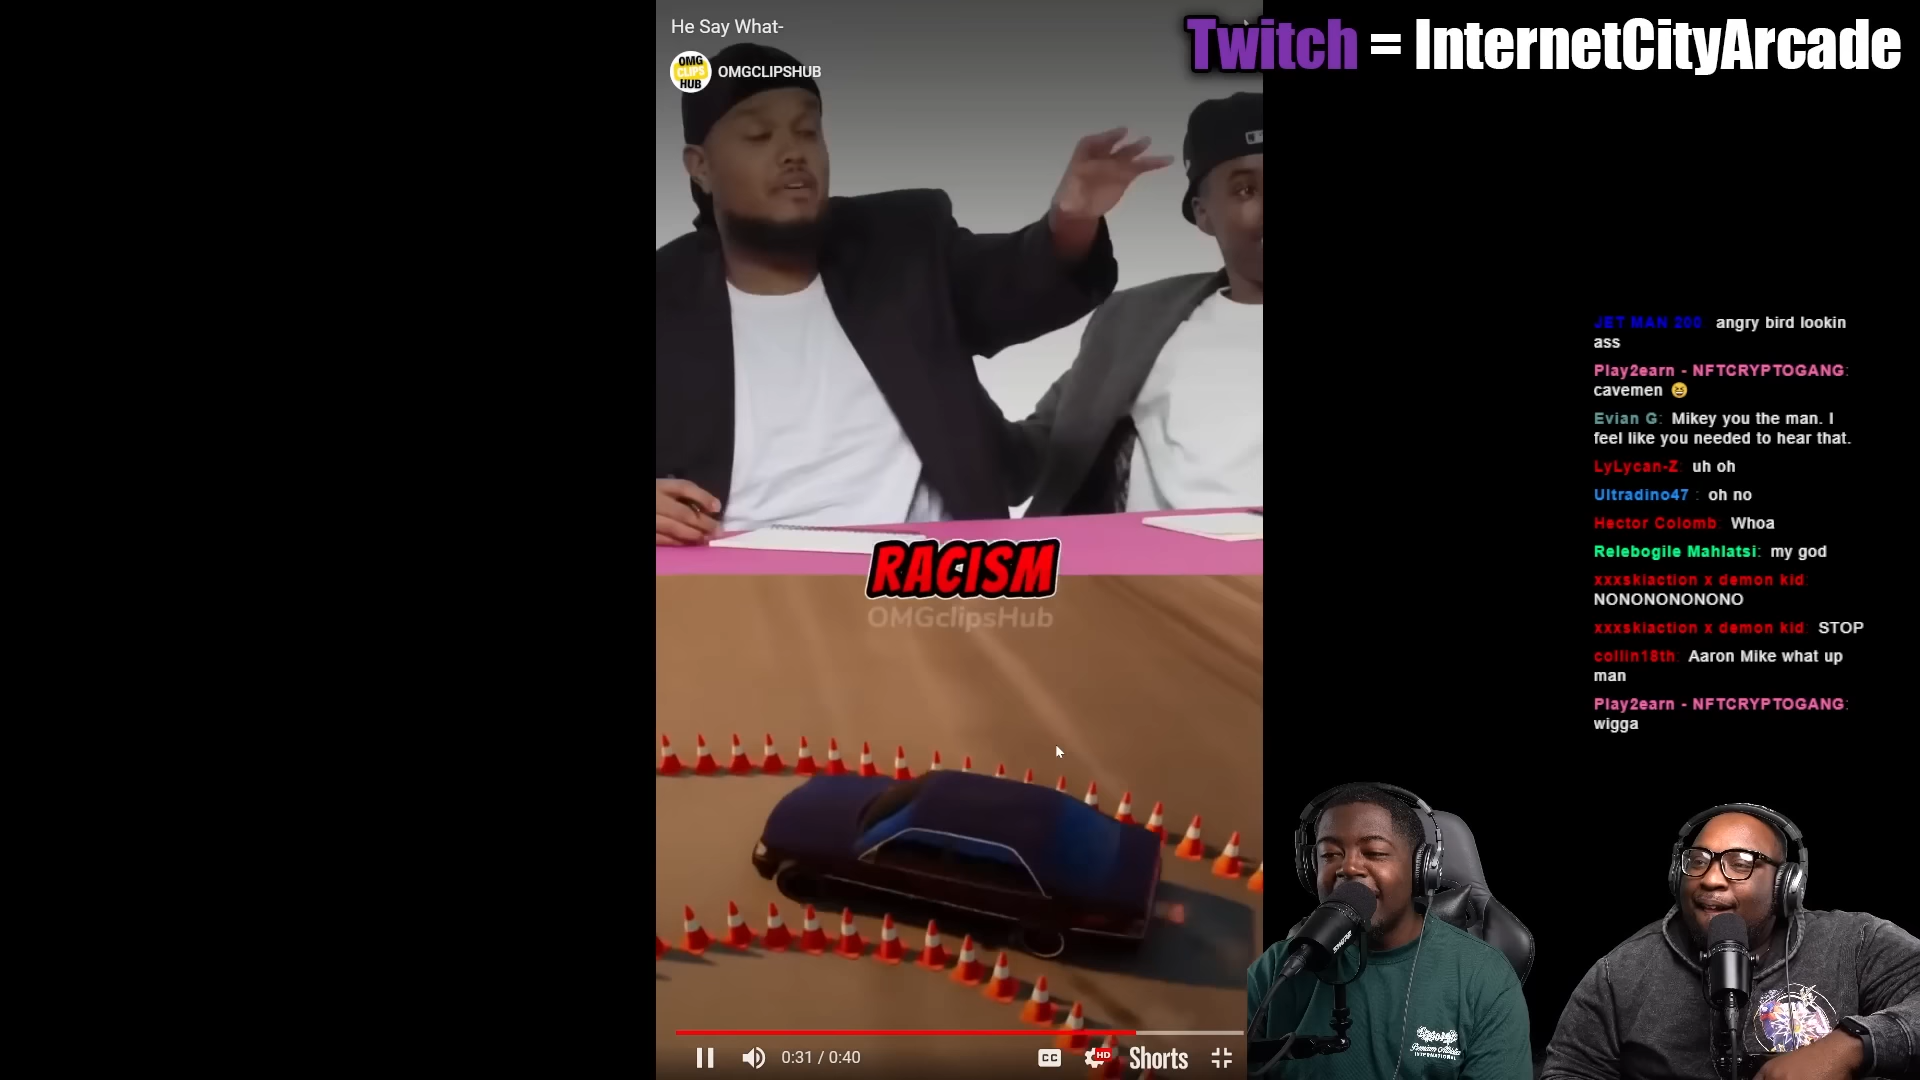 He Say What-
OMG
CLIPS
HUB
OMGCLIPSHUB
Twitch = InternetCityArcade
JET MAN 200: angry bird lookin
ass
Play2earn - NFTCRYPTOGANG:
cavemen 😆
Evian G: Mikey you the man. I
feel like you needed to hear that.
LyLycan-Z: uh oh
Ultradino47 : oh no
Hector Colomb: Whoa
Relebogile Mahlatsi: my god
xxxskiaction x demon kid:
NONONONONONO
xxxskiaction x demon kid: STOP
collin18th: Aaron Mike what up
man
Play2earn - NFTCRYPTOGANG:
wigga
RACISM
OMGclipsHub
0:31 / 0:40
CC
HD
Shorts
SHURE
INTERNATIONAL